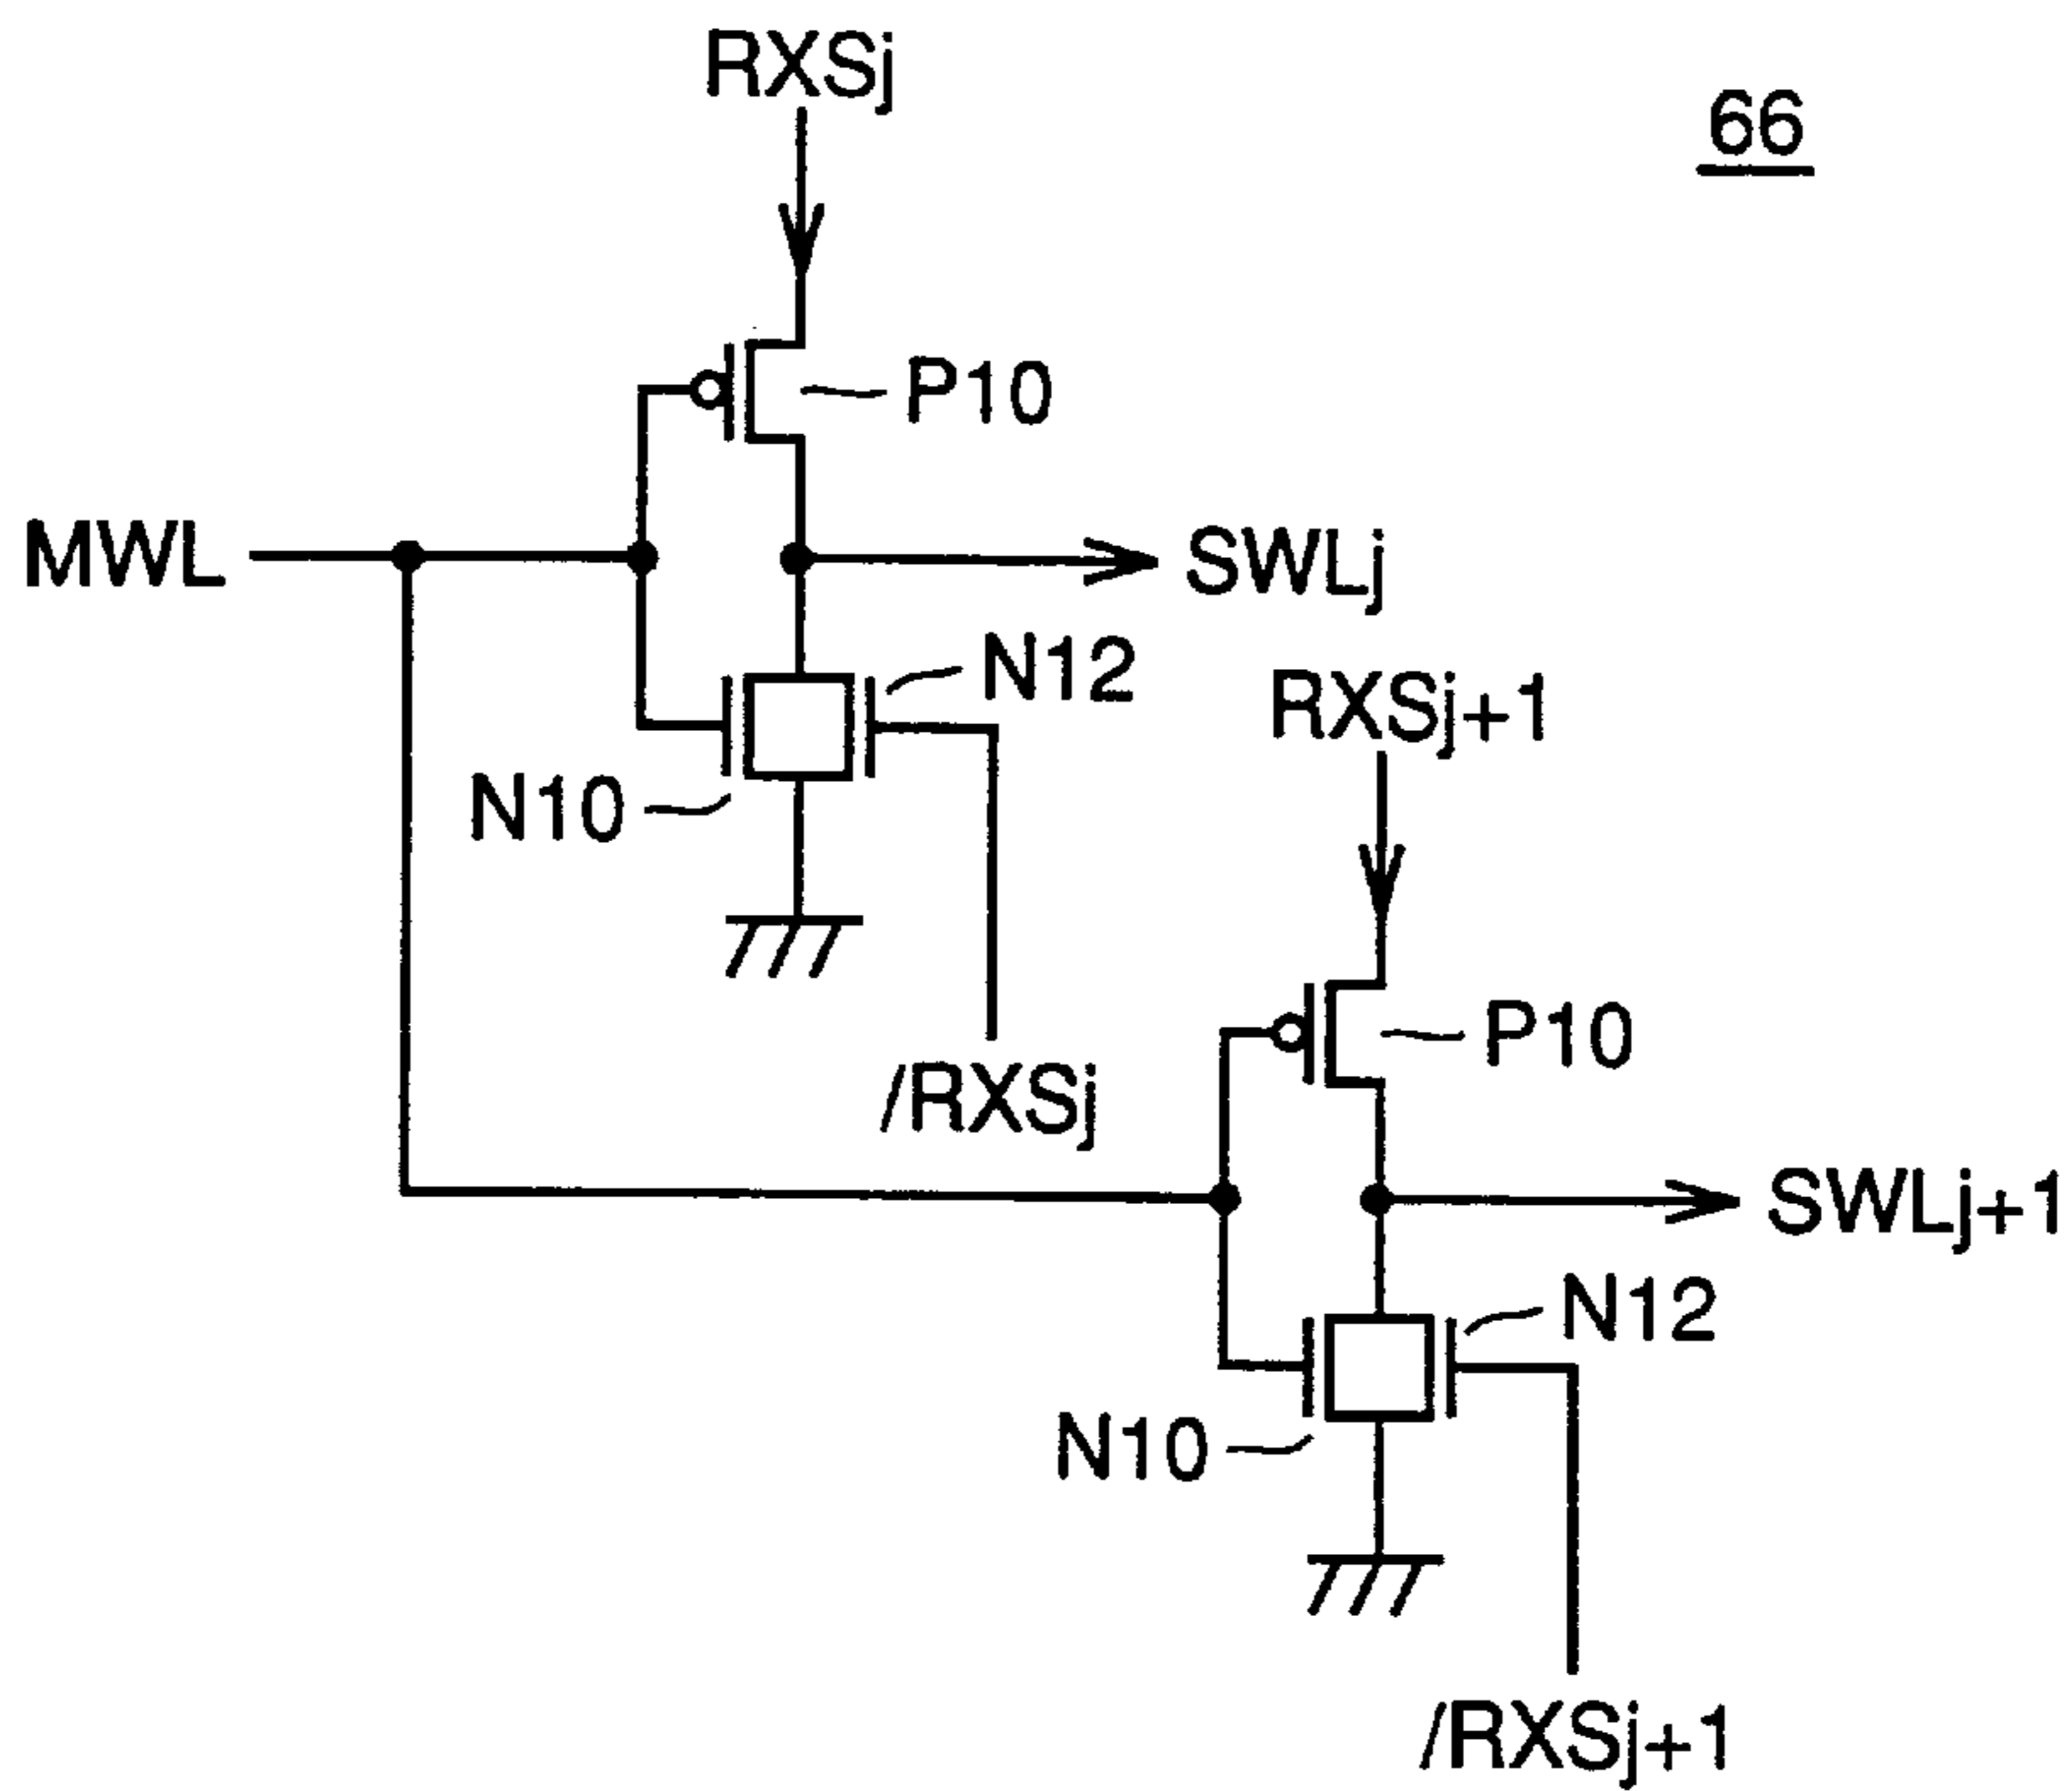 RXSj
66
P10
MWL
SWLj
N12
RXSj+1
N10
P10
/RXSj
SWLj+1
N12
N10
/RXSj+1